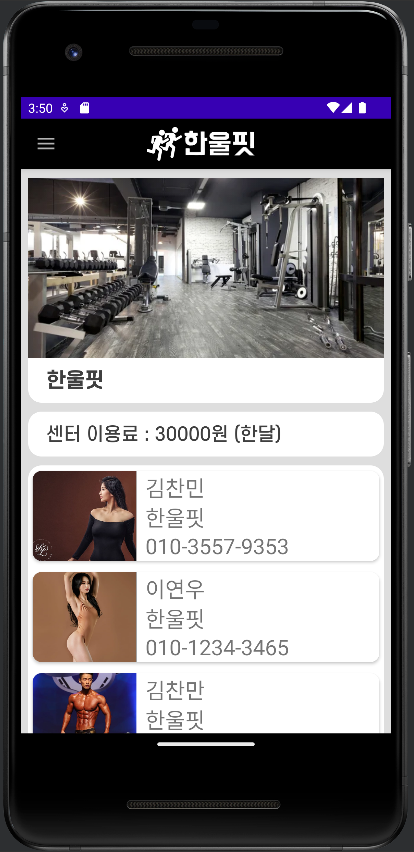 3:50
한울핏
한울핏
센터 이용료 : 30000원 (한달)
김찬민
한울핏
010-3557-9353
이연우
한울핏
010-1234-3465
김찬만
한울핏